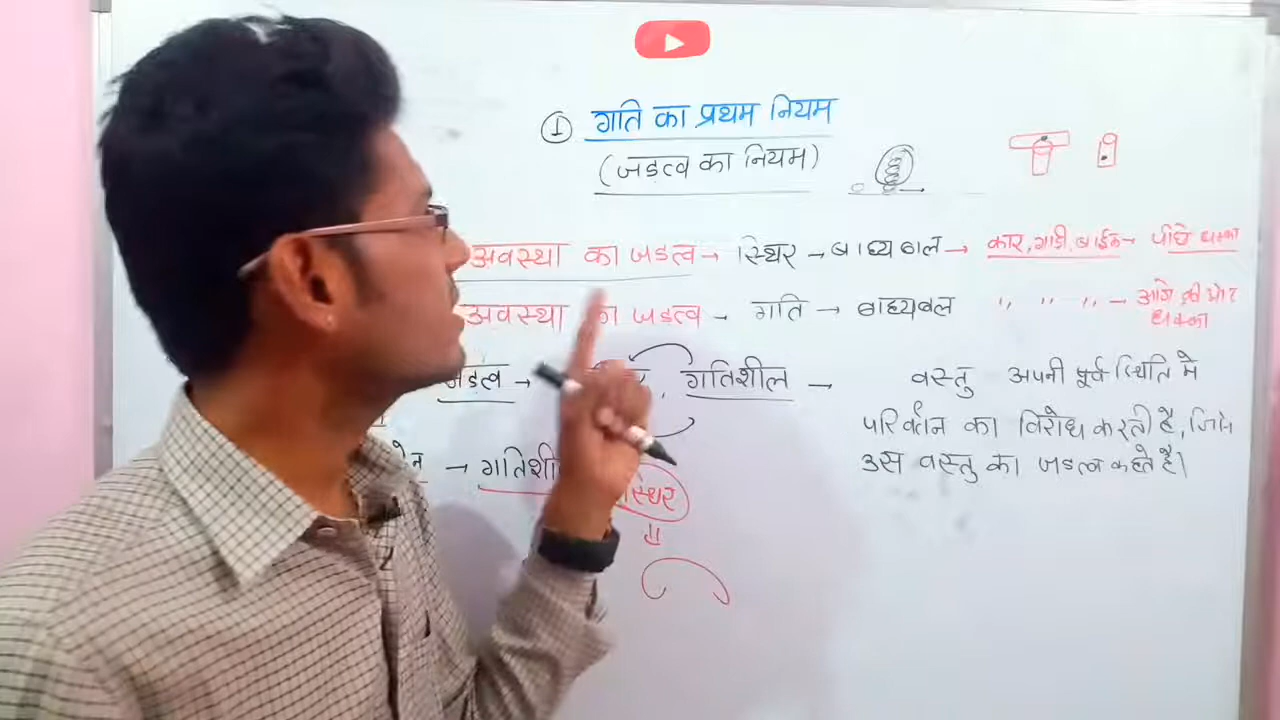 ① गति का प्रथम नियम
(जड़त्व का नियम)
अवस्था का जड़त्व → स्थिर → बाह्य बल → कार, गाड़ी, बाईक → पीछे धक्का
अवस्था का जड़त्व → गति → बाह्यबल " " " → आगे की ओर धक्का
जड़त्व → , गतिशील → वस्तु अपनी पूर्व स्थिति मे
परिवर्तन का विरोध करती है, जिसे
→ स्थिर
उस वस्तु का जड़त्व कहते है।